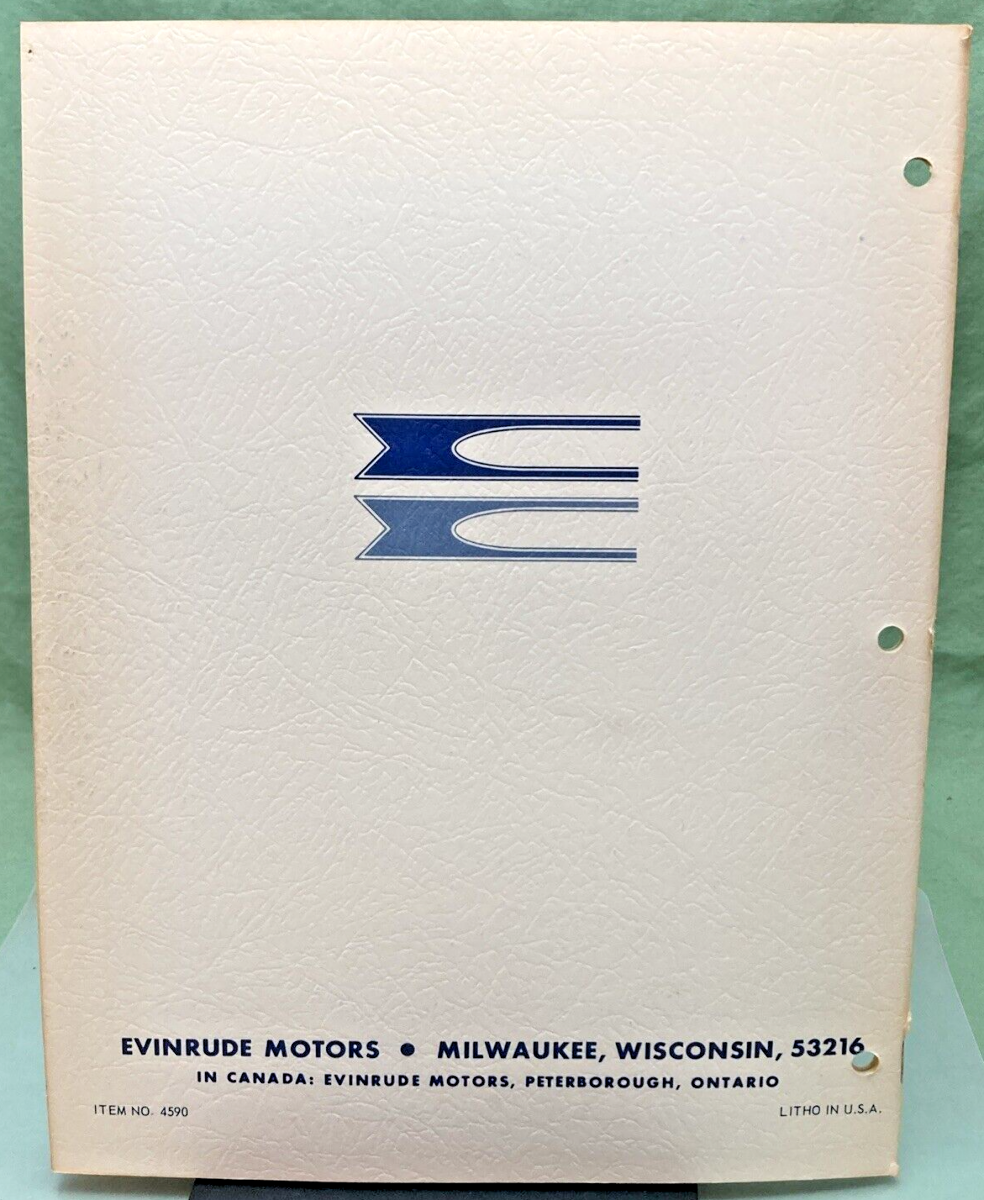 EVINRUDE MOTORS ● MILWAUKEE, WISCONSIN, 53216
IN CANADA: EVINRUDE MOTORS, PETERBOROUGH, ONTARIO
ITEM NO. 4590 LITHO IN U.S.A.